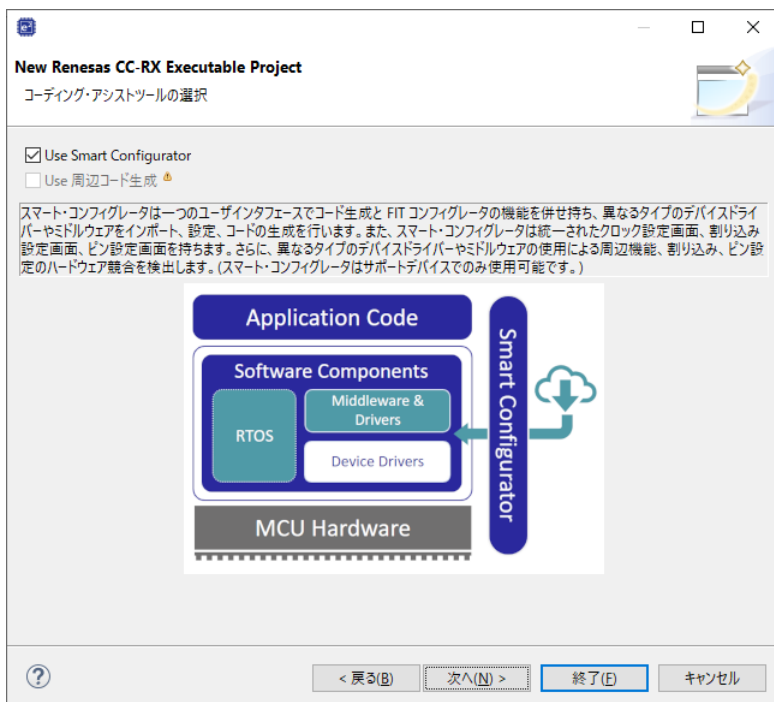 New Renesas CC-RX Executable Project
コーディング・アシストツールの選択
Use Smart Configurator
Use 周辺コード生成
スマート・コンフィグレータは一つのユーザインタフェースでコード生成と FIT コンフィグレータの機能を併せ持ち、異なるタイプのデバイスドライ
バーやミドルウェアをインポート、設定、コードの生成を行います。また、スマート・コンフィグレータは統一されたクロック設定画面、割り込み
設定画面、ピン設定画面を持ちます。さらに、異なるタイプのデバイスドライバーやミドルウェアの使用による周辺機能、割り込み、ピン設
定のハードウェア競合を検出します。(スマート・コンフィグレータはサポートデバイスでのみ使用可能です。)
Application Code
Software Components
RTOS
Middleware &
Drivers
Device Drivers
MCU Hardware
Smart Configurator
?
< 戻る(B)
次へ(N) >
終了(F)
キャンセル